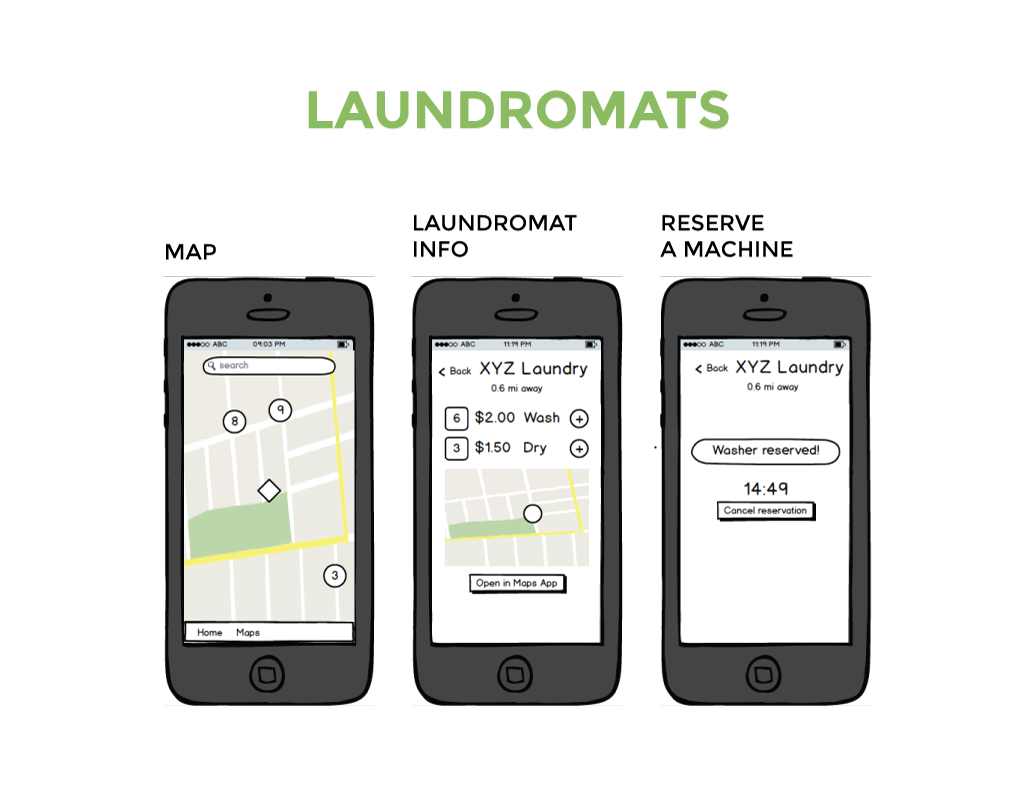 LAUNDROMATS
MAP
LAUNDROMAT
INFO
RESERVE
A MACHINE
ABC 09:03 PM
search
8
9
3
Home Maps
ABC 11:19 PM
Back XYZ Laundry
0.6 mi away
6 $2.00 Wash +
3 $1.50 Dry +
Open in Maps App
ABC 11:19 PM
Back XYZ Laundry
0.6 mi away
Washer reserved!
14:49
Cancel reservation